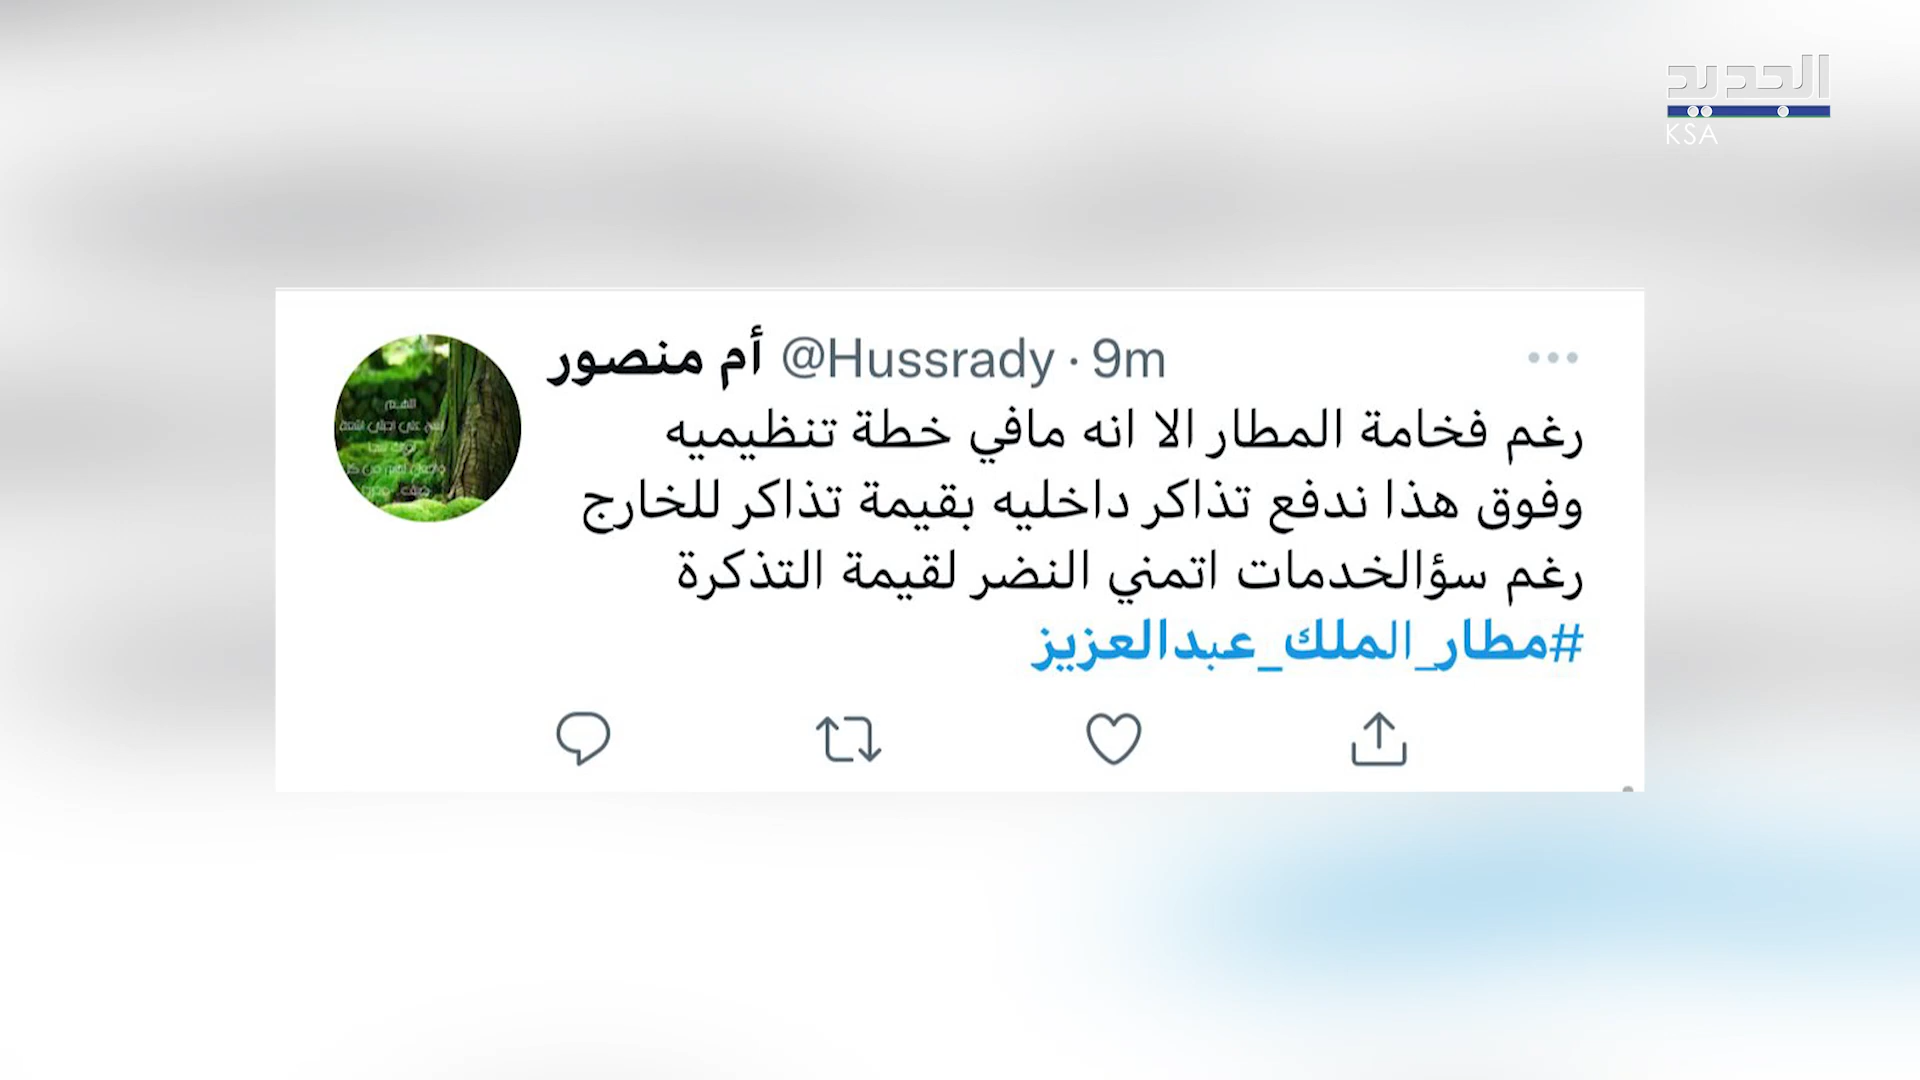 الجديد
KSA
أم منصور @Hussrady · 9m
رغم فخامة المطار الا انه مافي خطة تنظيميه
وفوق هذا ندفع تذاكر داخليه بقيمة تذاكر للخارج
رغم سؤالخدمات اتمني النضر لقيمة التذكرة
#مطار_الملك_عبدالعزيز